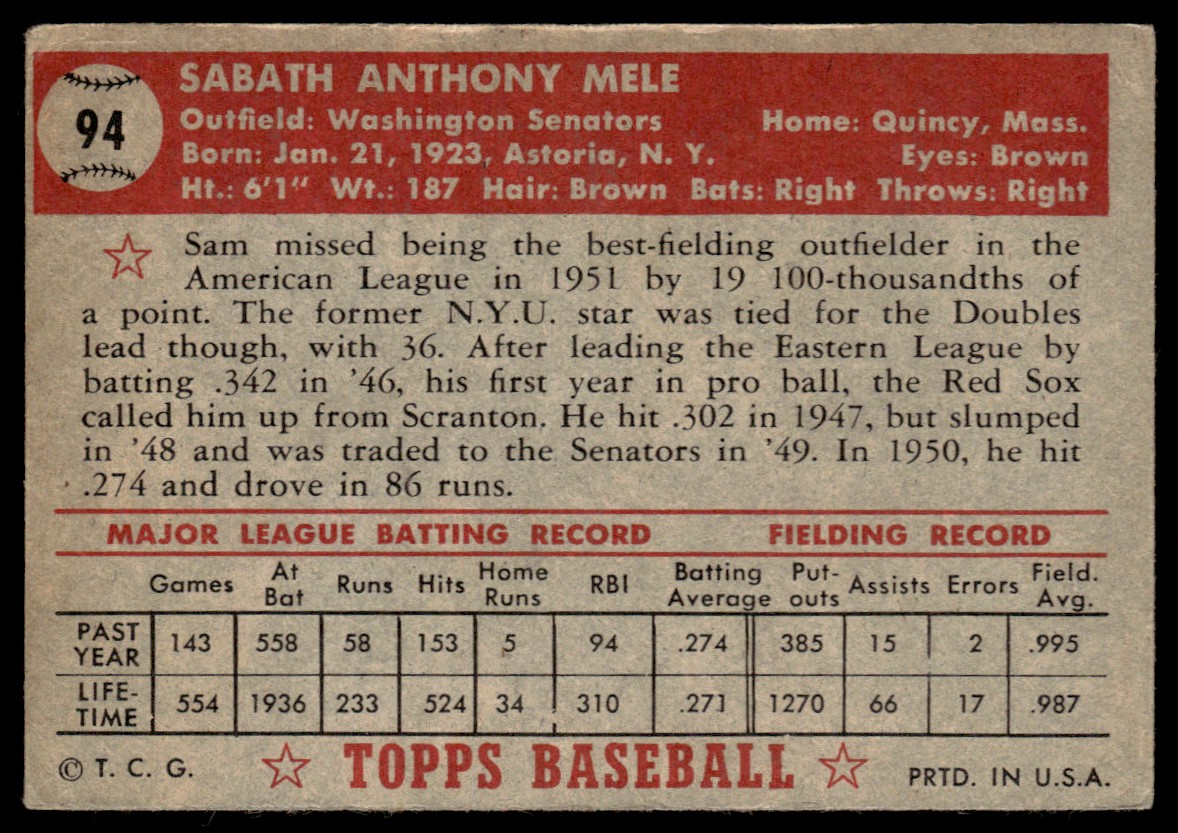 94
SABATH ANTHONY MELE
Outfield: Washington Senators Home: Quincy, Mass.
Born: Jan. 21, 1923, Astoria, N. Y. Eyes: Brown
Ht.: 6'1" Wt.: 187 Hair: Brown Bats: Right Throws: Right
Sam missed being the best-fielding outfielder in the
American League in 1951 by 19 100-thousandths of
a point. The former N.Y.U. star was tied for the Doubles
lead though, with 36. After leading the Eastern League by
batting .342 in '46, his first year in pro ball, the Red Sox
called him up from Scranton. He hit .302 in 1947, but slumped
in '48 and was traded to the Senators in '49. In 1950, he hit
.274 and drove in 86 runs.
MAJOR LEAGUE BATTING RECORD FIELDING RECORD
Games At Bat Runs Hits Home Runs RBI Batting Average Put-outs Assists Errors Field. Avg.
PAST YEAR 143 558 58 153 5 94 .274 385 15 2 .995
LIFE-TIME 554 1936 233 524 34 310 .271 1270 66 17 .987
© T. C. G. TOPPS BASEBALL PRTD. IN U.S.A.